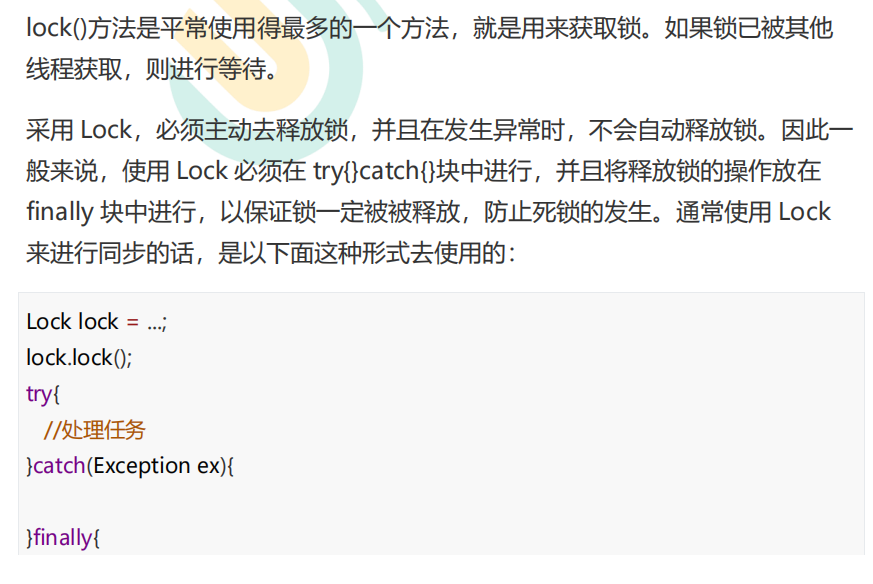 lock()方法是平常使用得最多的一个方法，就是用来获取锁。如果锁已被其他
线程获取，则进行等待。
采用 Lock，必须主动去释放锁，并且在发生异常时，不会自动释放锁。因此一
般来说，使用 Lock 必须在 try{}catch{}块中进行，并且将释放锁的操作放在
finally 块中进行，以保证锁一定被被释放，防止死锁的发生。通常使用 Lock
来进行同步的话，是以下面这种形式去使用的：
Lock lock = ...;
lock.lock();
try{
//处理任务
}catch(Exception ex){
}finally{